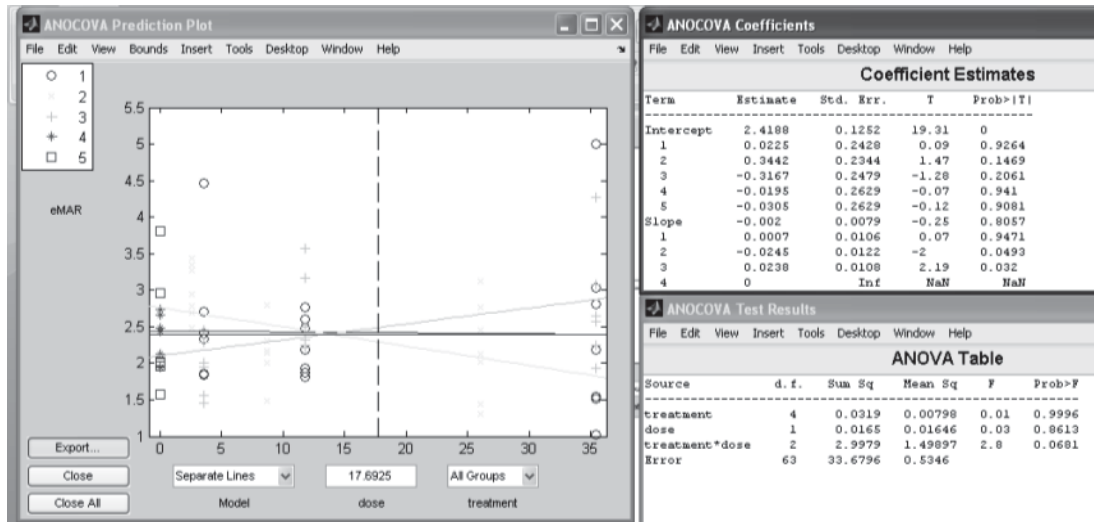 ANOCOVA Prediction Plot
File Edit View Bounds Insert Tools Desktop Window Help
1
2
3
4
5
eMAR
5.5
5
4.5
4
3.5
3
2.5
2
1.5
1
0 5 10 15 20 25 30 35
Export...
Close
Close All
Separate Lines
Model
17.6925
dose
All Groups
treatment
ANOCOVA Coefficients
File Edit View Insert Tools Desktop Window Help
Coefficient Estimates
Term Estimate Std. Err. T Prob>|T|
Intercept 2.4188 0.1252 19.31 0
1 0.0225 0.2428 0.09 0.9264
2 0.3442 0.2344 1.47 0.1469
3 -0.3167 0.2479 -1.28 0.2061
4 -0.0195 0.2629 -0.07 0.941
5 -0.0305 0.2629 -0.12 0.9081
Slope -0.002 0.0079 -0.25 0.8057
1 0.0007 0.0106 0.07 0.9471
2 -0.0245 0.0122 -2 0.0493
3 0.0238 0.0108 2.19 0.032
4 0 Inf NaN NaN
ANOCOVA Test Results
File Edit View Insert Tools Desktop Window Help
ANOVA Table
Source d.f. Sum Sq Mean Sq F Prob>F
treatment 4 0.0319 0.00798 0.01 0.9996
dose 1 0.0165 0.01646 0.03 0.8613
treatment*dose 2 2.9979 1.49897 2.8 0.0681
Error 63 33.6796 0.5346